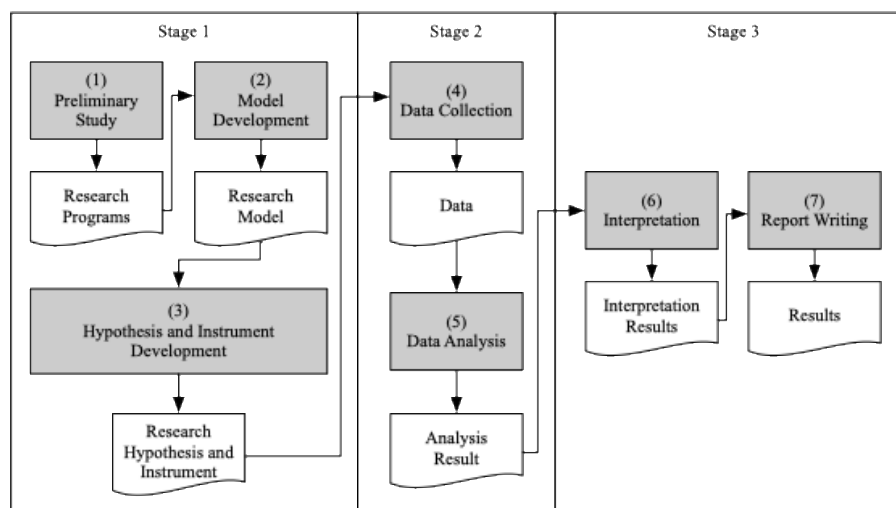 Stage 1
(1)
Preliminary
Study
(2)
Model
Development
Research
Programs
Research
Model
(3)
Hypothesis and Instrument
Development
Research
Hypothesis and
Instrument
Stage 2
(4)
Data Collection
Data
(5)
Data Analysis
Analysis
Result
Stage 3
(6)
Interpretation
(7)
Report Writing
Interpretation
Results
Results